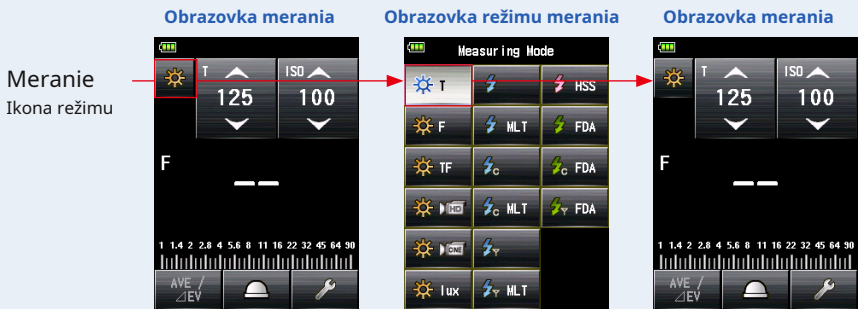 Obrazovka merania
Obrazovka režimu merania
Obrazovka merania
Meranie
Ikona režimu
T
ISO
125
100
F
1 1.4 2 2.8 4 5.6 8 11 16 22 32 45 64 90
AVE /
⊿EV
Measuring Mode
T
HSS
F
MLT
FDA
TF
C
C FDA
HD
C MLT
Y FDA
CINE
Y
lux
Y MLT
T
ISO
125
100
F
1 1.4 2 2.8 4 5.6 8 11 16 22 32 45 64 90
AVE /
⊿EV